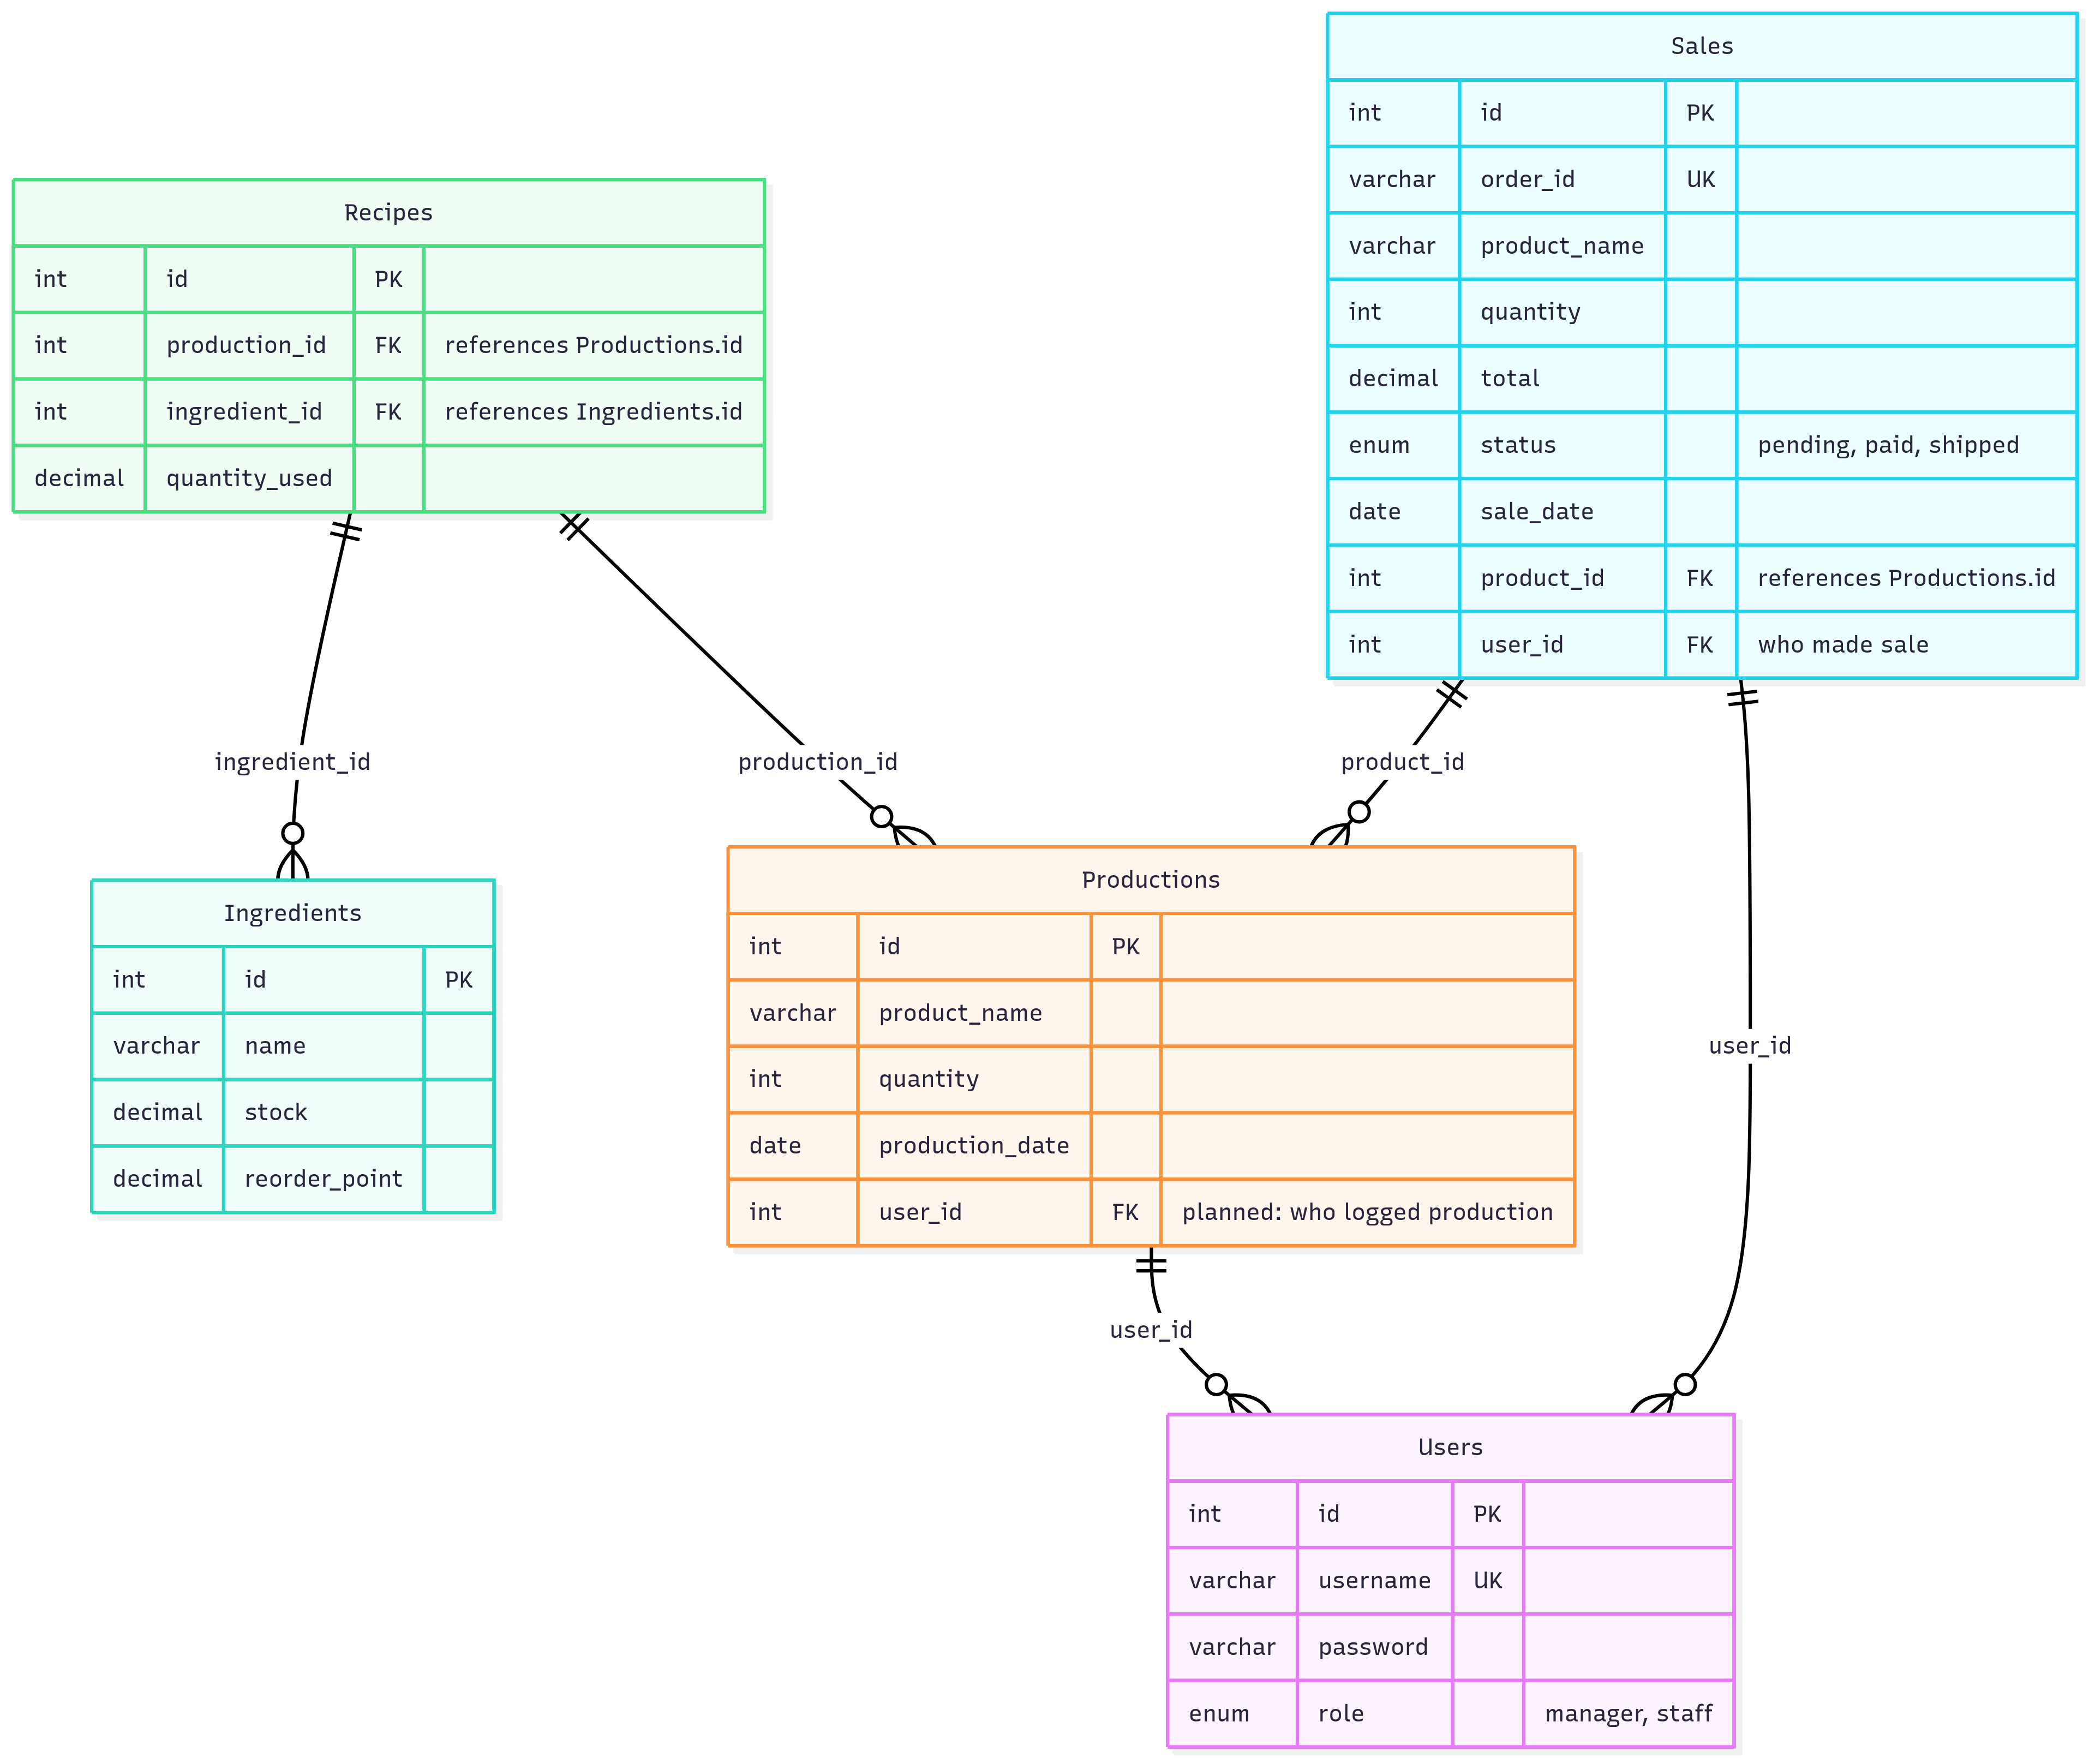 Sales
int id PK
varchar order_id UK
varchar product_name
int quantity
decimal total
enum status pending, paid, shipped
date sale_date
int product_id FK references Productions.id
int user_id FK who made sale
Recipes
int id PK
int production_id FK references Productions.id
int ingredient_id FK references Ingredients.id
decimal quantity_used
ingredient_id
production_id
product_id
user_id
Ingredients
int id PK
varchar name
decimal stock
decimal reorder_point
Productions
int id PK
varchar product_name
int quantity
date production_date
int user_id FK planned: who logged production
user_id
Users
int id PK
varchar username UK
varchar password
enum role manager, staff